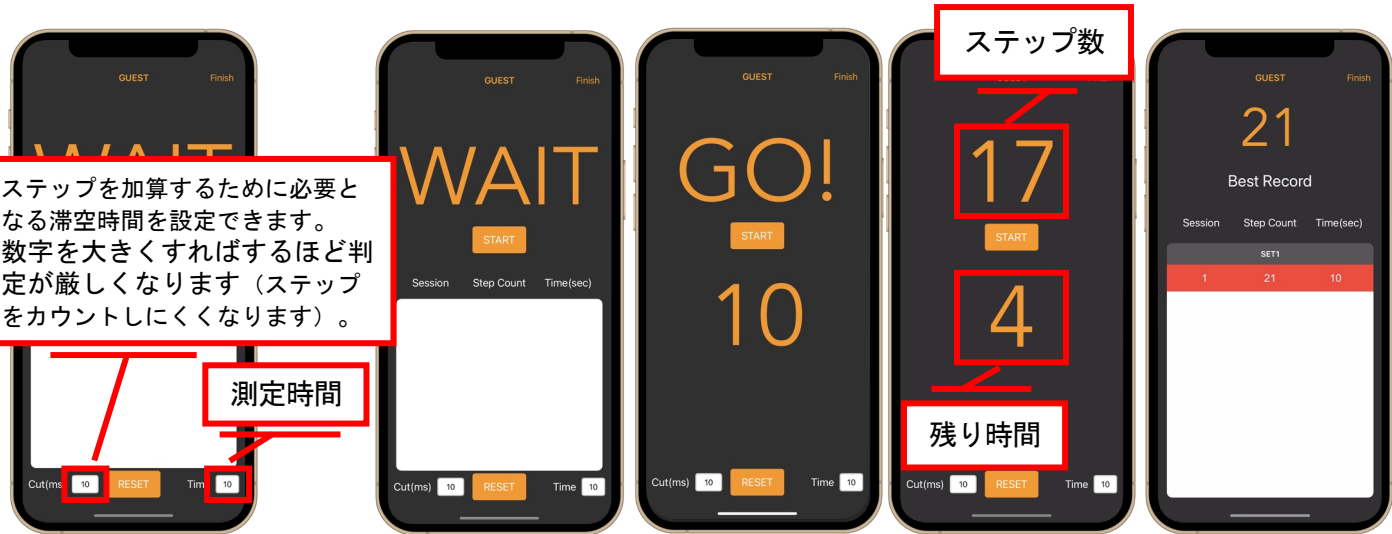 GUEST Finish
WAIT
ステップを加算するために必要と
なる滞空時間を設定できます。
数字を大きくすればするほど判
定が厳しくなります（ステップ
をカウントしにくくなります）。
測定時間
Cut(ms 10 RESET Tim 10
GUEST Finish
WAIT
START
Session Step Count Time(sec)
Cut(ms) 10 RESET Time 10
GUEST Finish
GO!
START
10
Cut(ms) 10 RESET Time 10
ステップ数
17
START
4
残り時間
Cut(ms) 10 RESET Time 10
GUEST Finish
21
Best Record
Session Step Count Time(sec)
SET1
1 21 10